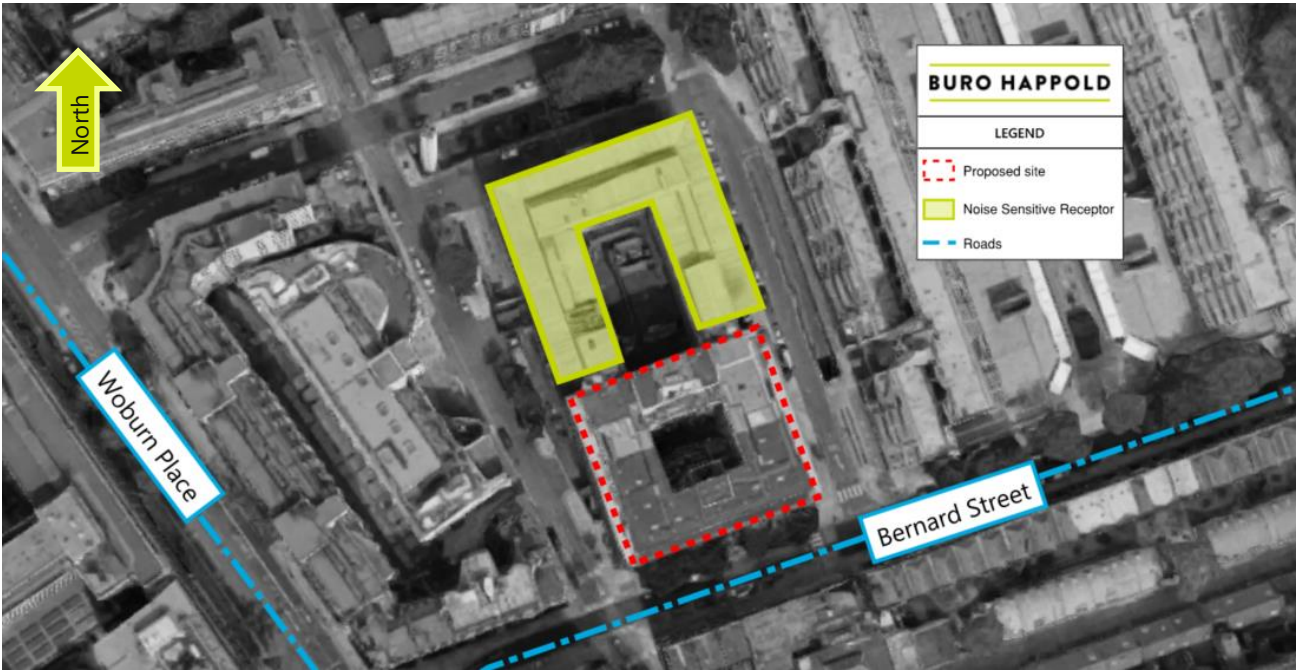 North
BURO HAPPOLD
LEGEND
Proposed site
Noise Sensitive Receptor
Roads
Woburn Place
Bernard Street